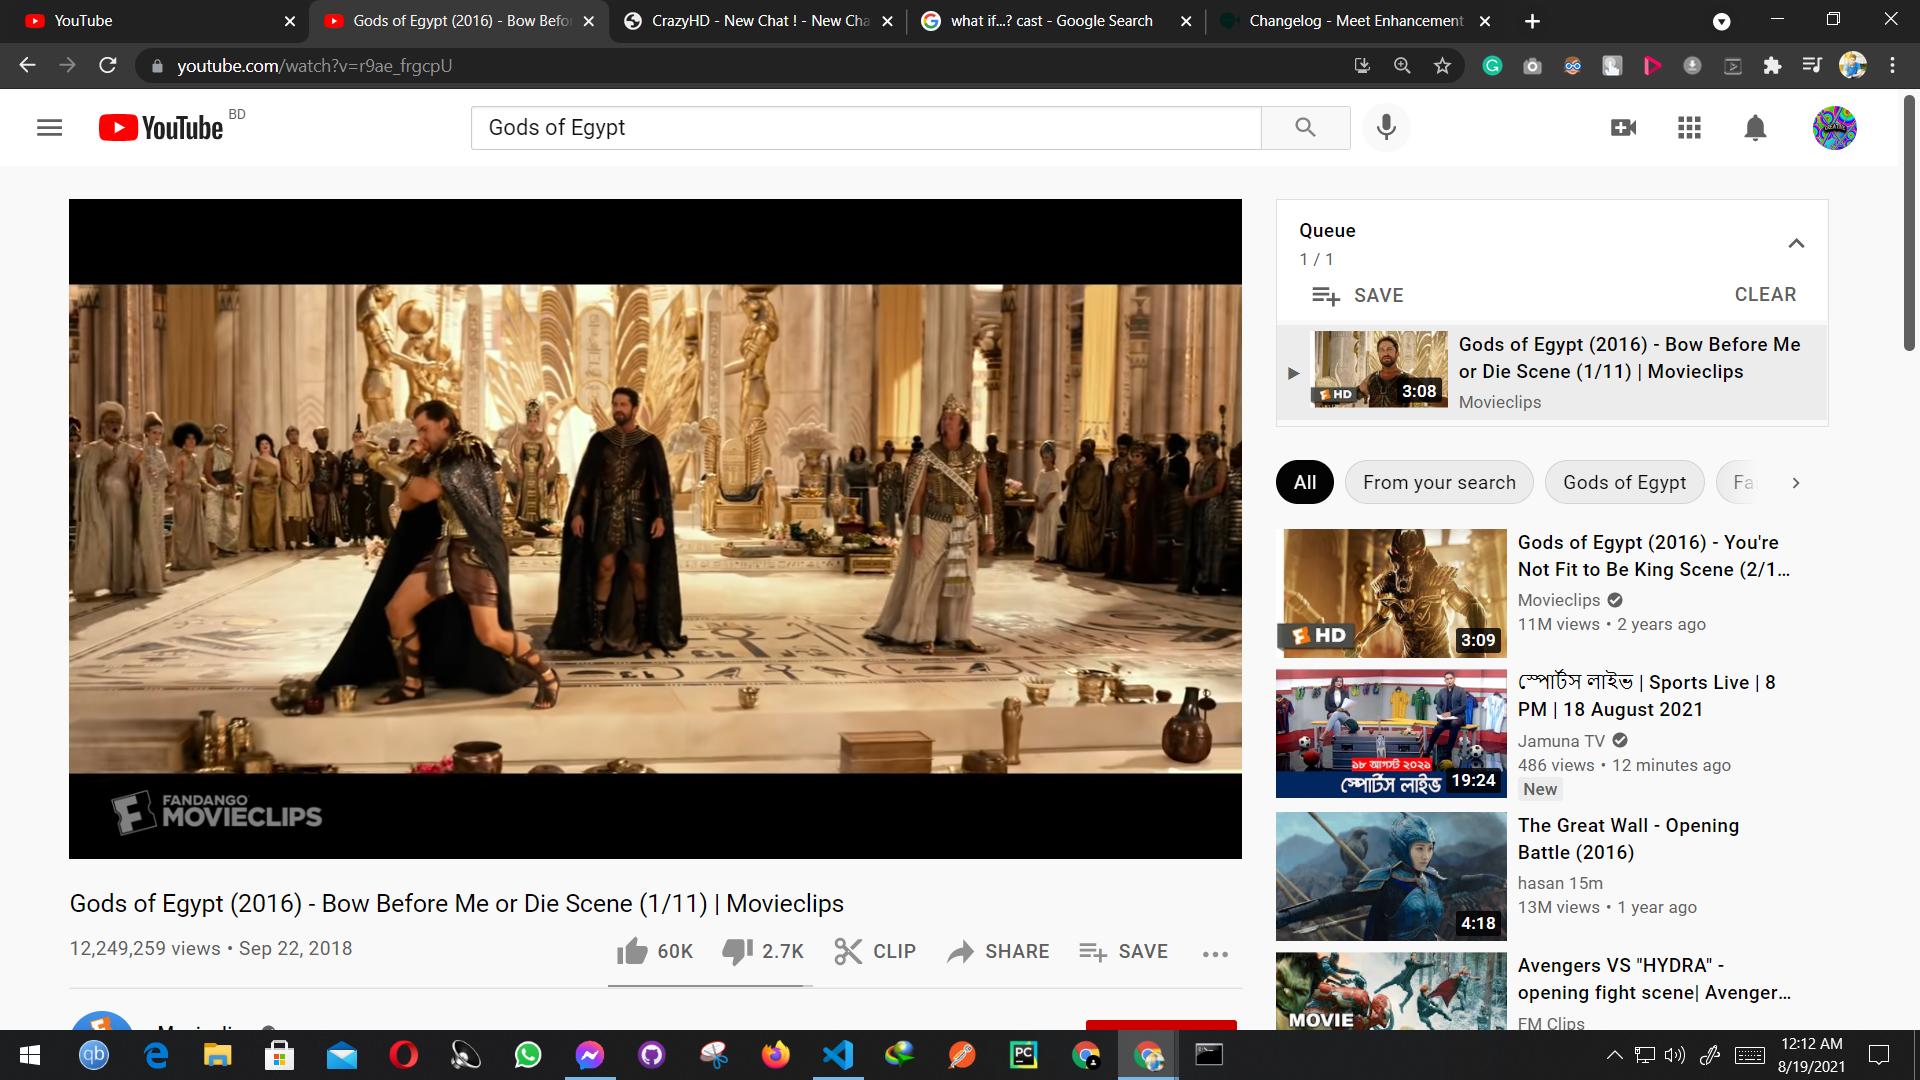 YouTube
Gods of Egypt (2016) - Bow Befo
CrazyHD - New Chat ! - New Cha
what if...? cast - Google Search
Changelog - Meet Enhancement
youtube.com/watch?v=r9ae_frgcpU
YouTube BD
Gods of Egypt
FANDANGO
MOVIECLIPS
Gods of Egypt (2016) - Bow Before Me or Die Scene (1/11) | Movieclips
12,249,259 views • Sep 22, 2018
60K
2.7K
CLIP
SHARE
SAVE
Queue
1 / 1
SAVE
CLEAR
HD
3:08
Gods of Egypt (2016) - Bow Before Me
or Die Scene (1/11) | Movieclips
Movieclips
All
From your search
Gods of Egypt
Fa
HD
3:09
Gods of Egypt (2016) - You're
Not Fit to Be King Scene (2/1...
Movieclips
11M views • 2 years ago
১৮ আগস্ট ২০২১
স্পোর্টস লাইভ
19:24
স্পোর্টস লাইভ | Sports Live | 8
PM | 18 August 2021
Jamuna TV
486 views • 12 minutes ago
New
4:18
The Great Wall - Opening
Battle (2016)
hasan 15m
13M views • 1 year ago
MOVIE
Avengers VS "HYDRA" -
opening fight scene| Avenger...
FM Clips
qb
PC
12:12 AM
8/19/2021